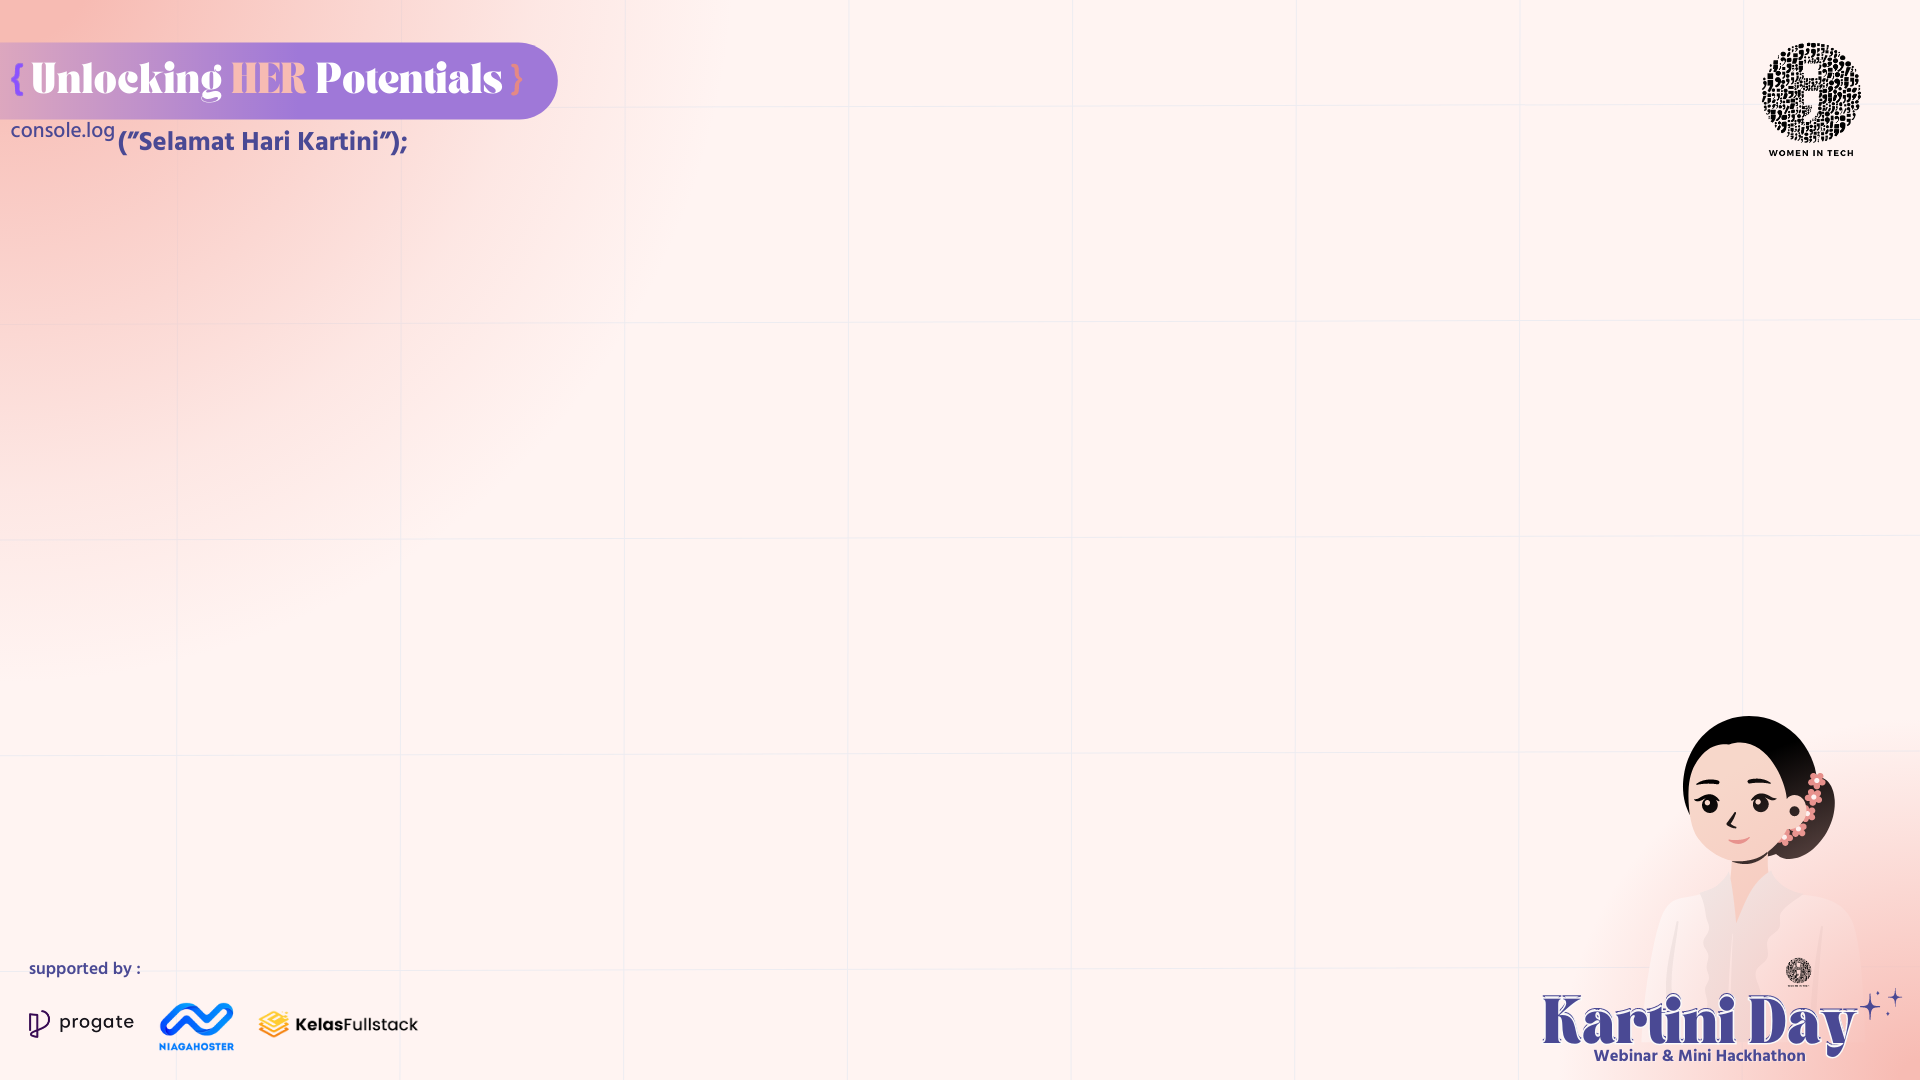 { Unlocking HER Potentials }
console.log(”Selamat Hari Kartini”);
WOMEN IN TECH
supported by :
progate
NIAGAHOSTER
KelasFullstack
Kartini Day
Webinar & Mini Hackhathon